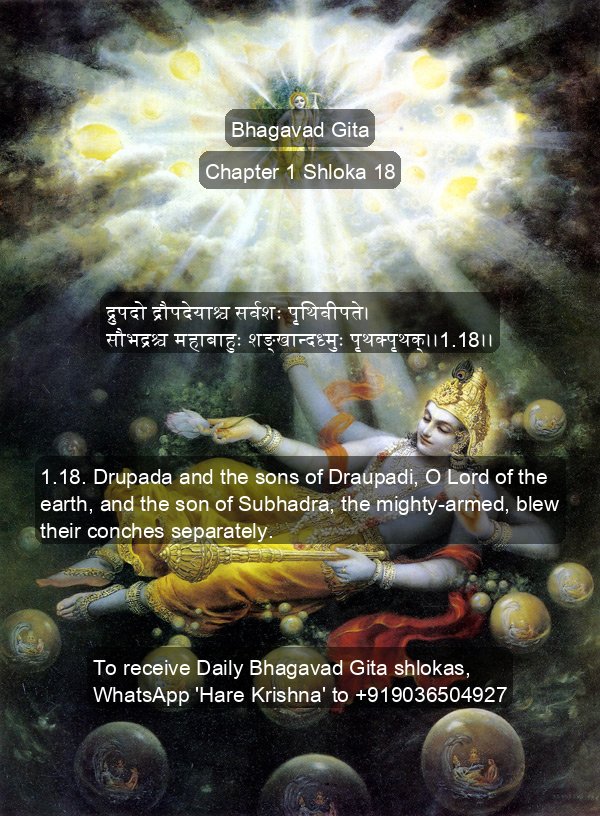 Bhagavad Gita
Chapter 1 Shloka 18
द्रुपदो द्रौपदेयाश्च सर्वशः पृथिवीपते।
सौभद्रश्च महाबाहुः शङ्खान्दध्मुः पृथक्पृथक्।।1.18।।
1.18. Drupada and the sons of Draupadi, O Lord of the
earth, and the son of Subhadra, the mighty-armed, blew
their conches separately.
To receive Daily Bhagavad Gita shlokas,
WhatsApp 'Hare Krishna' to +919036504927